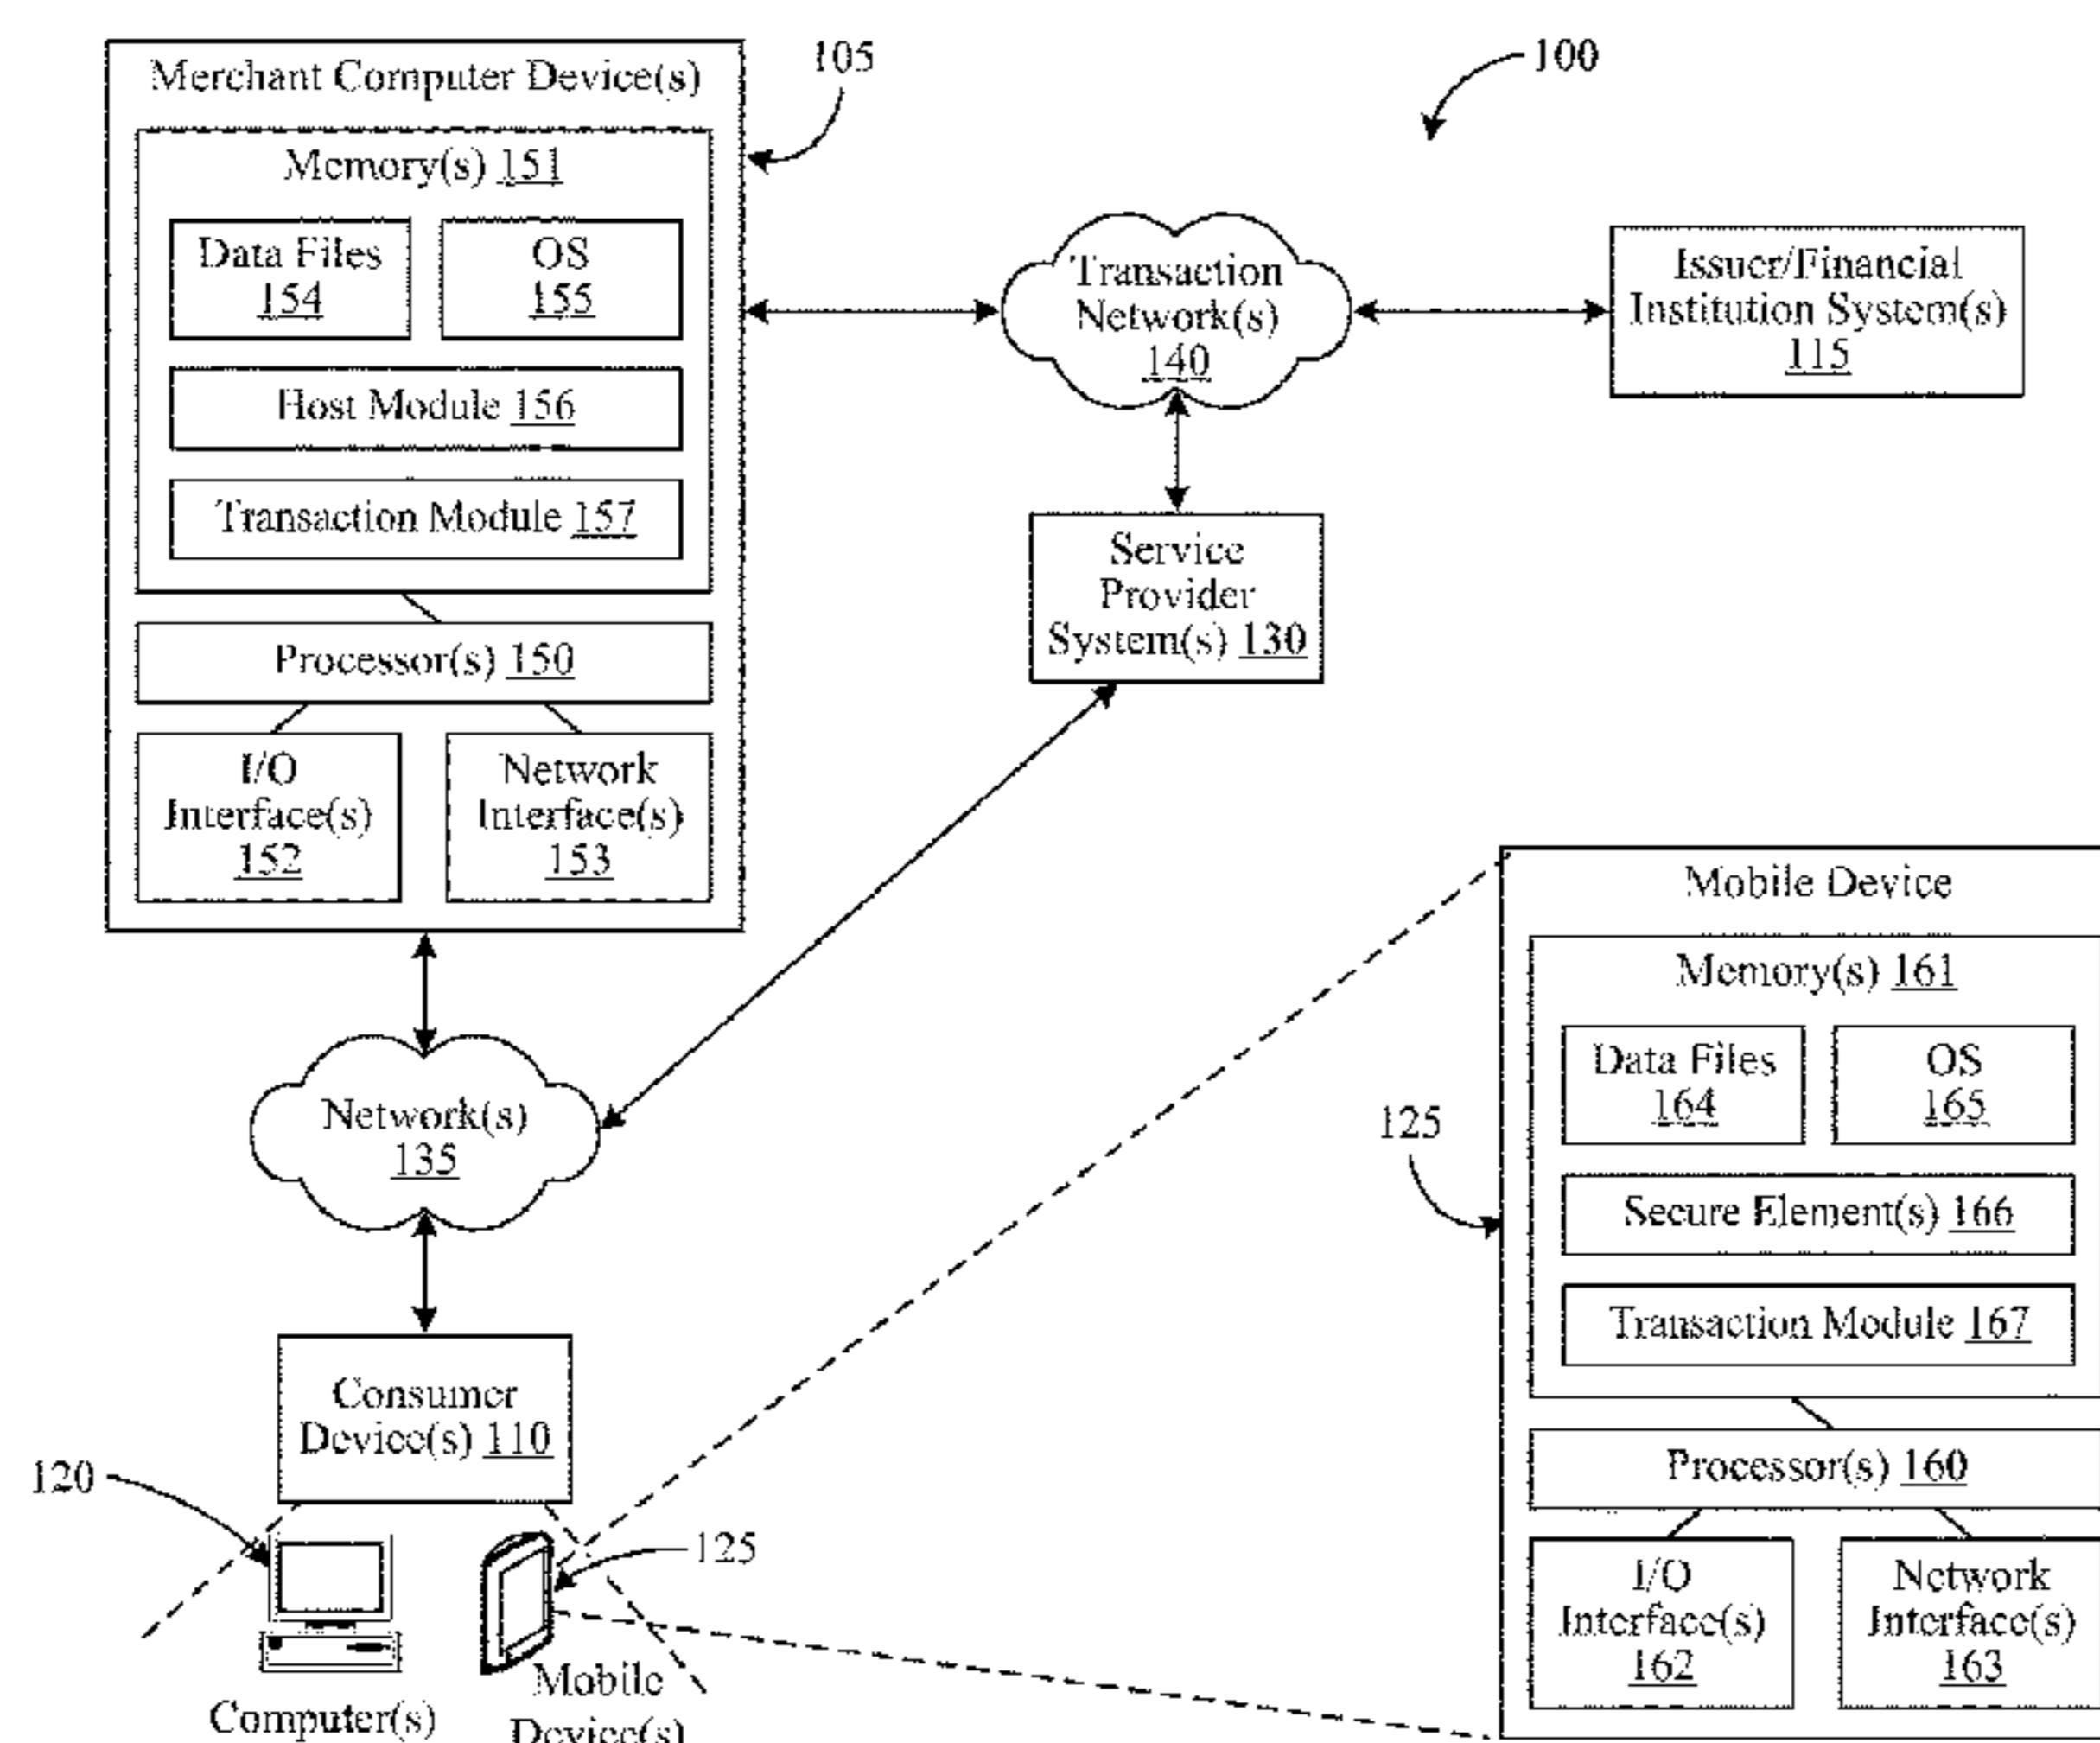 Merchant Computer Device(s)
105
100
Memory(s) 151
Data Files
154
OS
155
Host Module 156
Transaction Module 157
Processor(s) 150
I/O
Interface(s)
152
Network
Interface(s)
153
Transaction
Network(s)
140
Issuer/Financial
Institution System(s)
115
Service
Provider
System(s) 130
Network(s)
135
Consumer
Device(s) 110
120
125
Computer(s)
Mobile
Device(s)
125
Mobile Device
Memory(s) 161
Data Files
164
OS
165
Secure Element(s) 166
Transaction Module 167
Processor(s) 160
I/O
Interface(s)
162
Network
Interface(s)
163